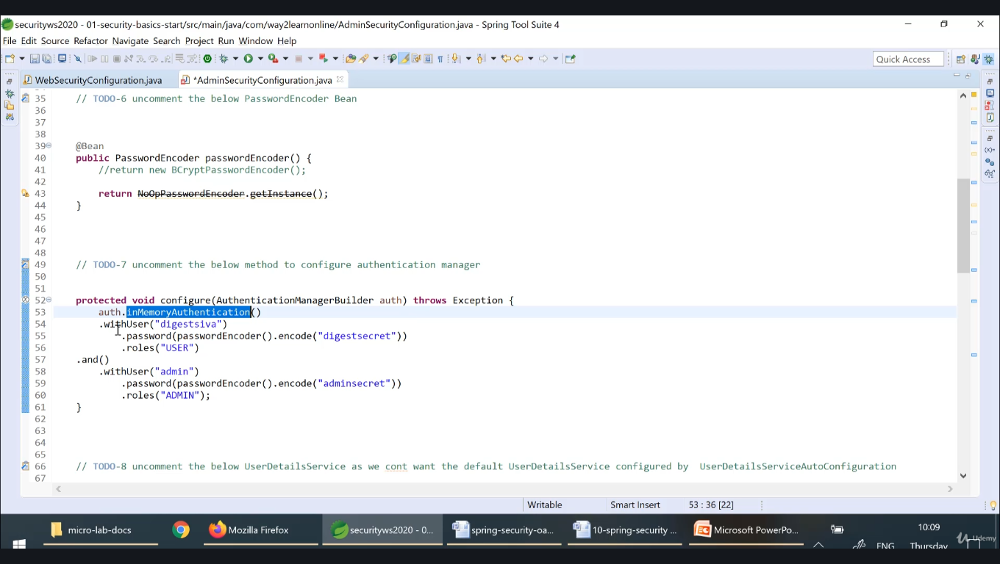 securityws2020 - 01-security-basics-start/src/main/java/com/way2learnonline/AdminSecurityConfiguration.java - Spring Tool Suite 4
File Edit Source Refactor Navigate Search Project Run Window Help
Quick Access
WebSecurityConfiguration.java *AdminSecurityConfiguration.java
35 // TODO-6 uncomment the below PasswordEncoder Bean
36
37
38
39 @Bean
40 public PasswordEncoder passwordEncoder() {
41 //return new BCryptPasswordEncoder();
42
43 return NoOpPasswordEncoder.getInstance();
44 }
45
46
47
48
49 // TODO-7 uncomment the below method to configure authentication manager
50
51
52 protected void configure(AuthenticationManagerBuilder auth) throws Exception {
53 auth.inMemoryAuthentication()
54 .withUser("digestsiva")
55 .password(passwordEncoder().encode("digestsecret"))
56 .roles("USER")
57 .and()
58 .withUser("admin")
59 .password(passwordEncoder().encode("adminsecret"))
60 .roles("ADMIN");
61 }
62
63
64
65
66 // TODO-8 uncomment the below UserDetailsService as we cont want the default UserDetailsService configured by UserDetailsServiceAutoConfiguration
67
Writable Smart Insert 53 : 36 [22]
micro-lab-docs Mozilla Firefox securityws2020 - 0... spring-security-oa... 10-spring-security ... Microsoft PowerPo... 10:09
ENG Thursday
Udemy